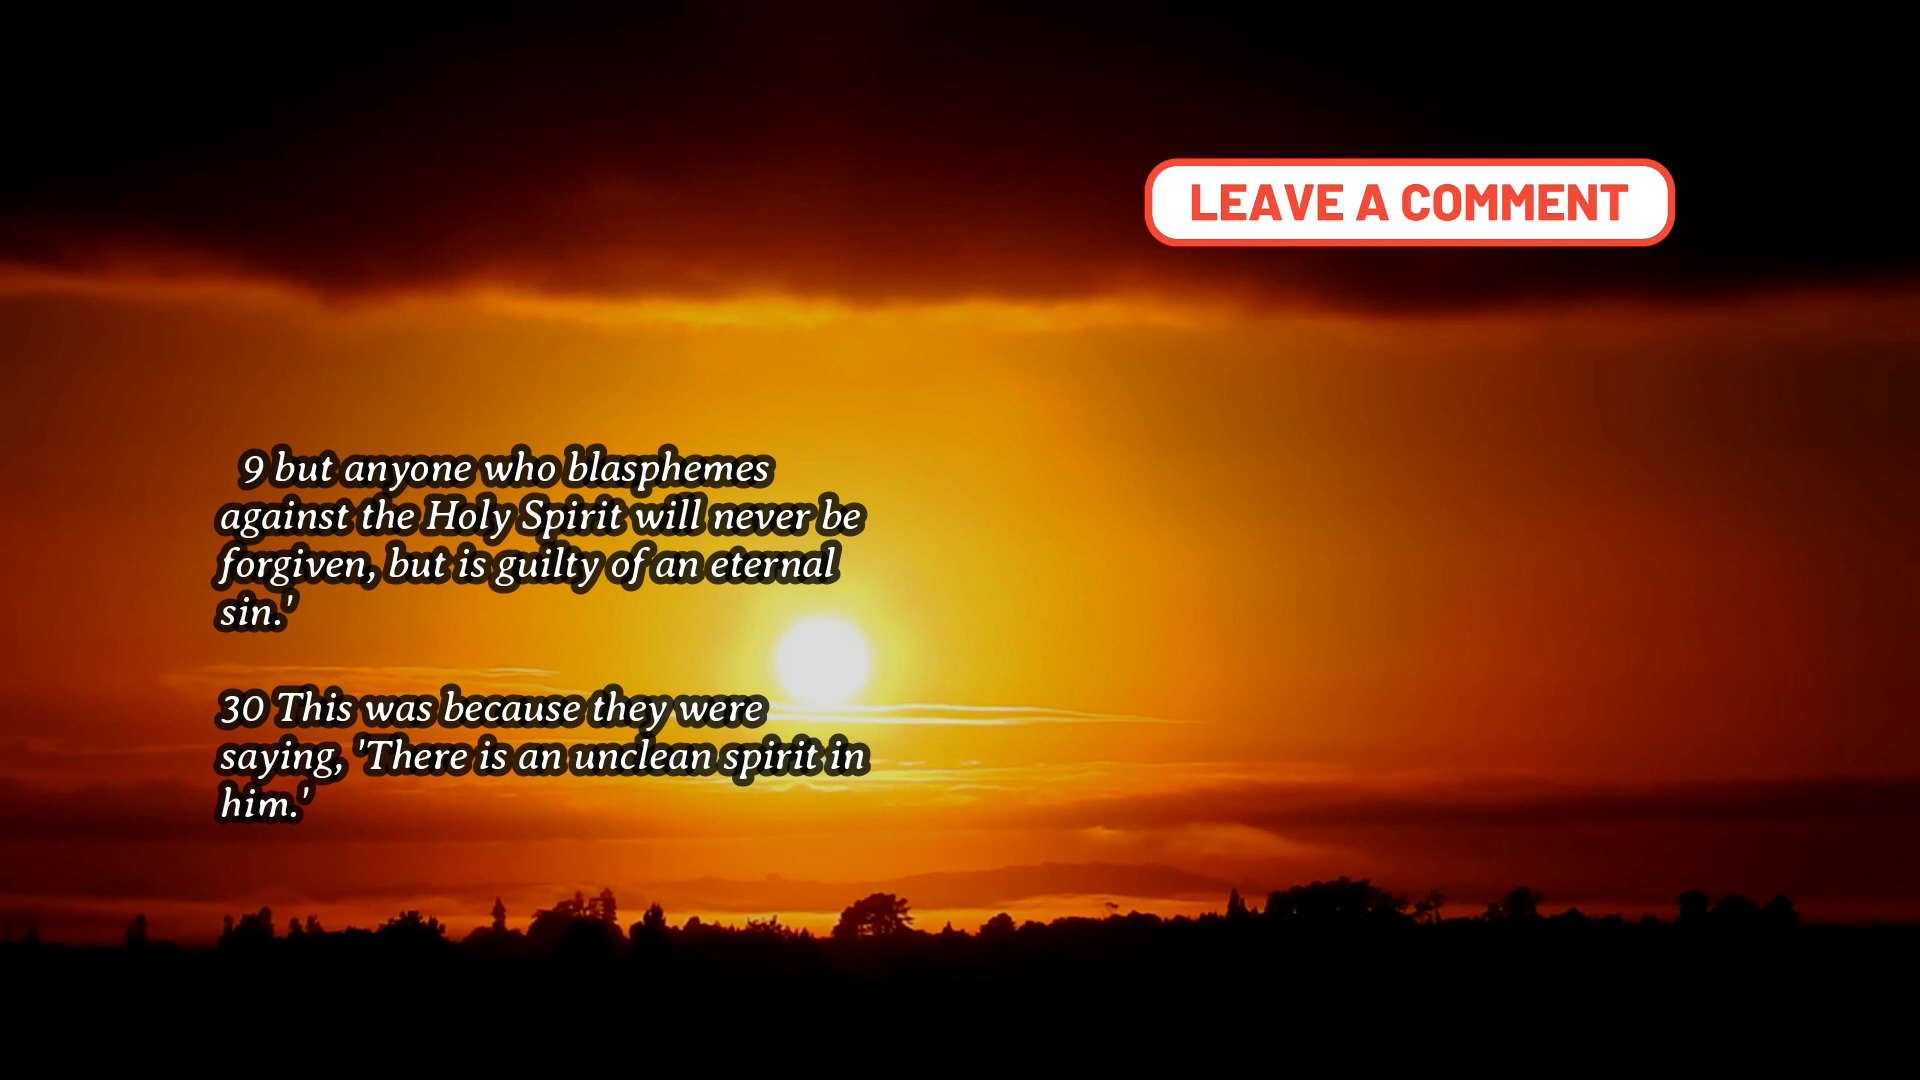 LEAVE A COMMENT
9 but anyone who blasphemes
against the Holy Spirit will never be
forgiven, but is guilty of an eternal
sin.'
30 This was because they were
saying, 'There is an unclean spirit in
him.'